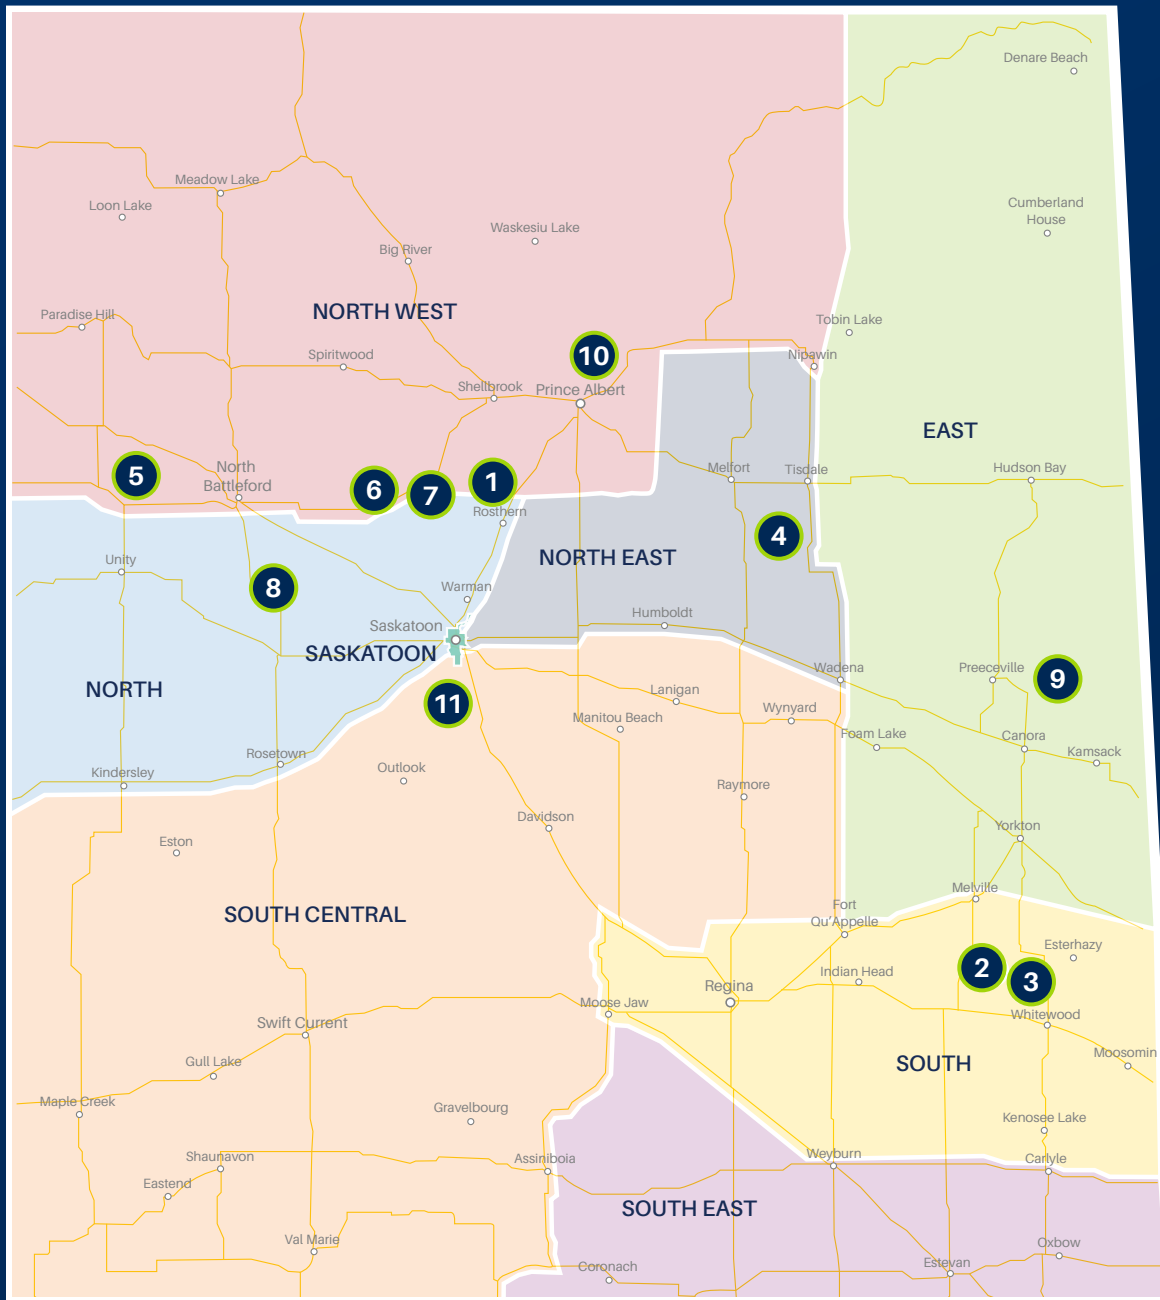 Denare Beach
Meadow Lake
Loon Lake
Cumberland
House
Waskesiu Lake
Big River
NORTH WEST
Paradise Hill
Tobin Lake
Spiritwood
10
Nipawin
Shellbrook
Prince Albert
EAST
5
North
Battleford
6
7
1
Melfort
Tisdale
Hudson Bay
Rosthern
4
NORTH EAST
Unity
8
Warman
Saskatoon
Humboldt
SASKATOON
NORTH
Wadena
Preeceville
9
11
Lanigan
Manitou Beach
Wynyard
Foam Lake
Canora
Kamsack
Rosetown
Kindersley
Outlook
Raymore
Davidson
Yorkton
Eston
Melville
SOUTH CENTRAL
Fort
Qu'Appelle
Esterhazy
2
3
Indian Head
Regina
Moose Jaw
Whitewood
Swift Current
Moosomin
Gull Lake
SOUTH
Maple Creek
Gravelbourg
Kenosee Lake
Shaunavon
Assiniboia
Weyburn
Carlyle
Eastend
SOUTH EAST
Val Marie
Oxbow
Coronach
Estevan